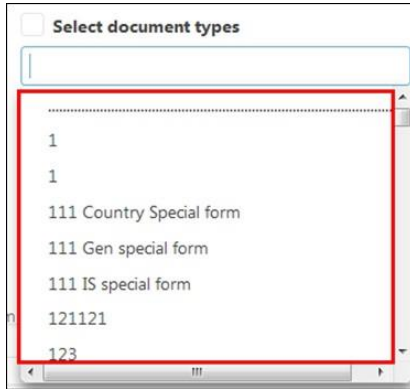 Select document types
................................................................................
1
1
111 Country Special form
111 Gen special form
111 IS special form
121121
123